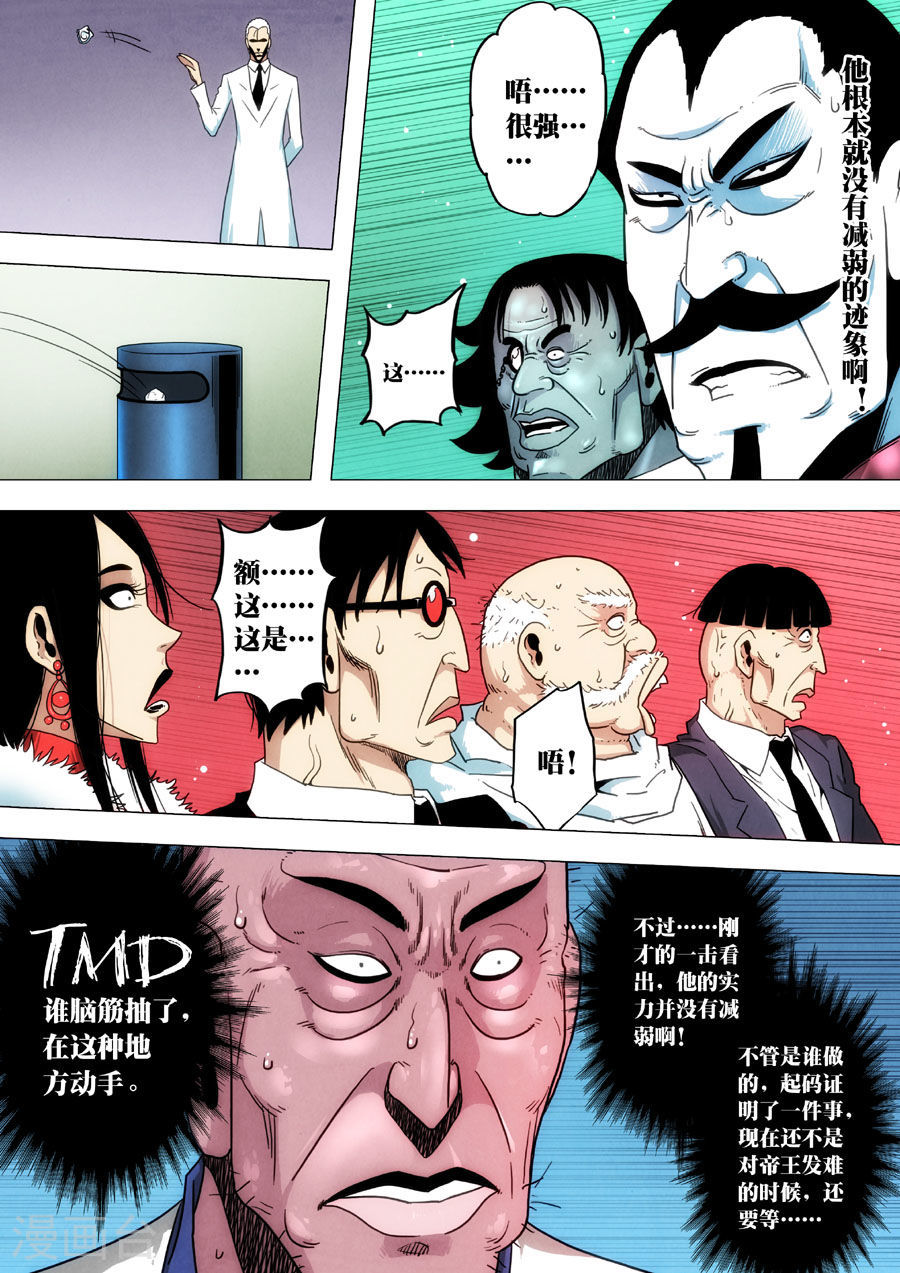 唔……
很强…
…
他根本就没有减弱的迹象啊！
这……
额……
这……
这是…
…
唔！
TMD
谁脑筋抽了，
在这种地
方动手。
不过……刚
才的一击看
出，他的实
力并没有减
弱啊！
不管是谁做
的，起码证
明了一件事，
现在还不是
对帝王发难
的时候，还
要等……
漫画台